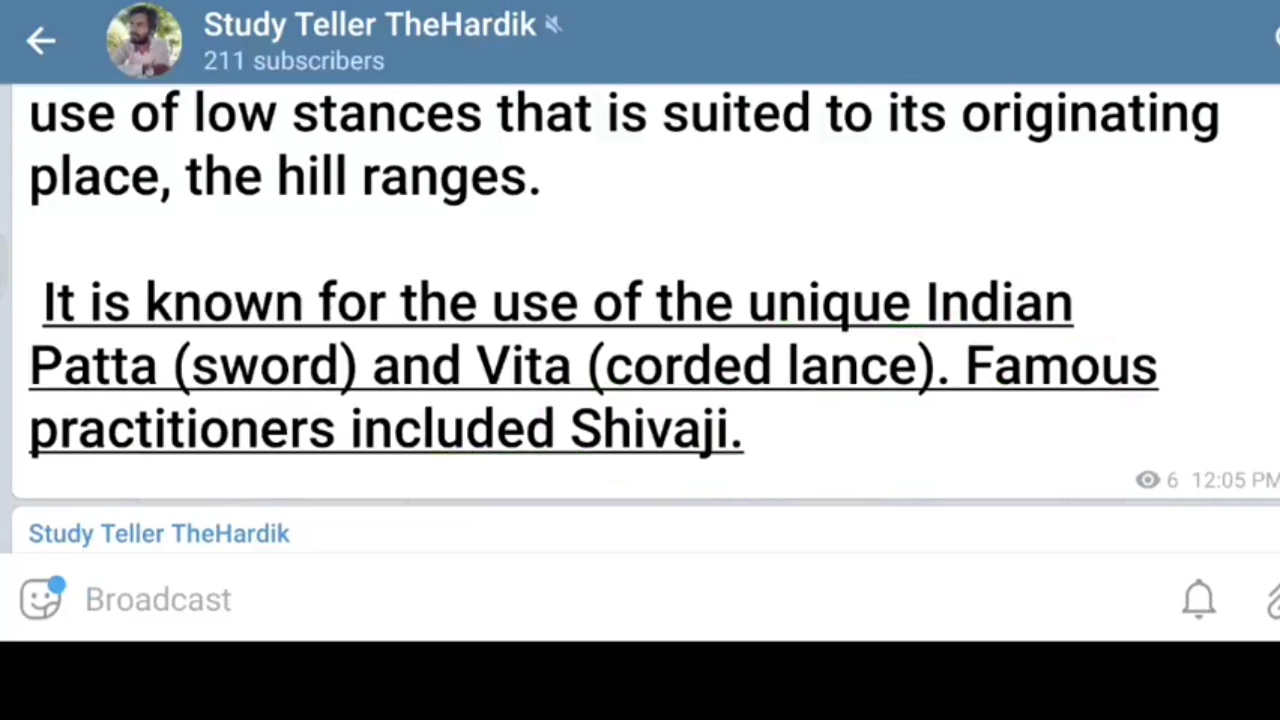 Study Teller TheHardik
211 subscribers
use of low stances that is suited to its originating
place, the hill ranges.
It is known for the use of the unique Indian
Patta (sword) and Vita (corded lance). Famous
practitioners included Shivaji.
6 12:05 PM
Study Teller TheHardik
Broadcast